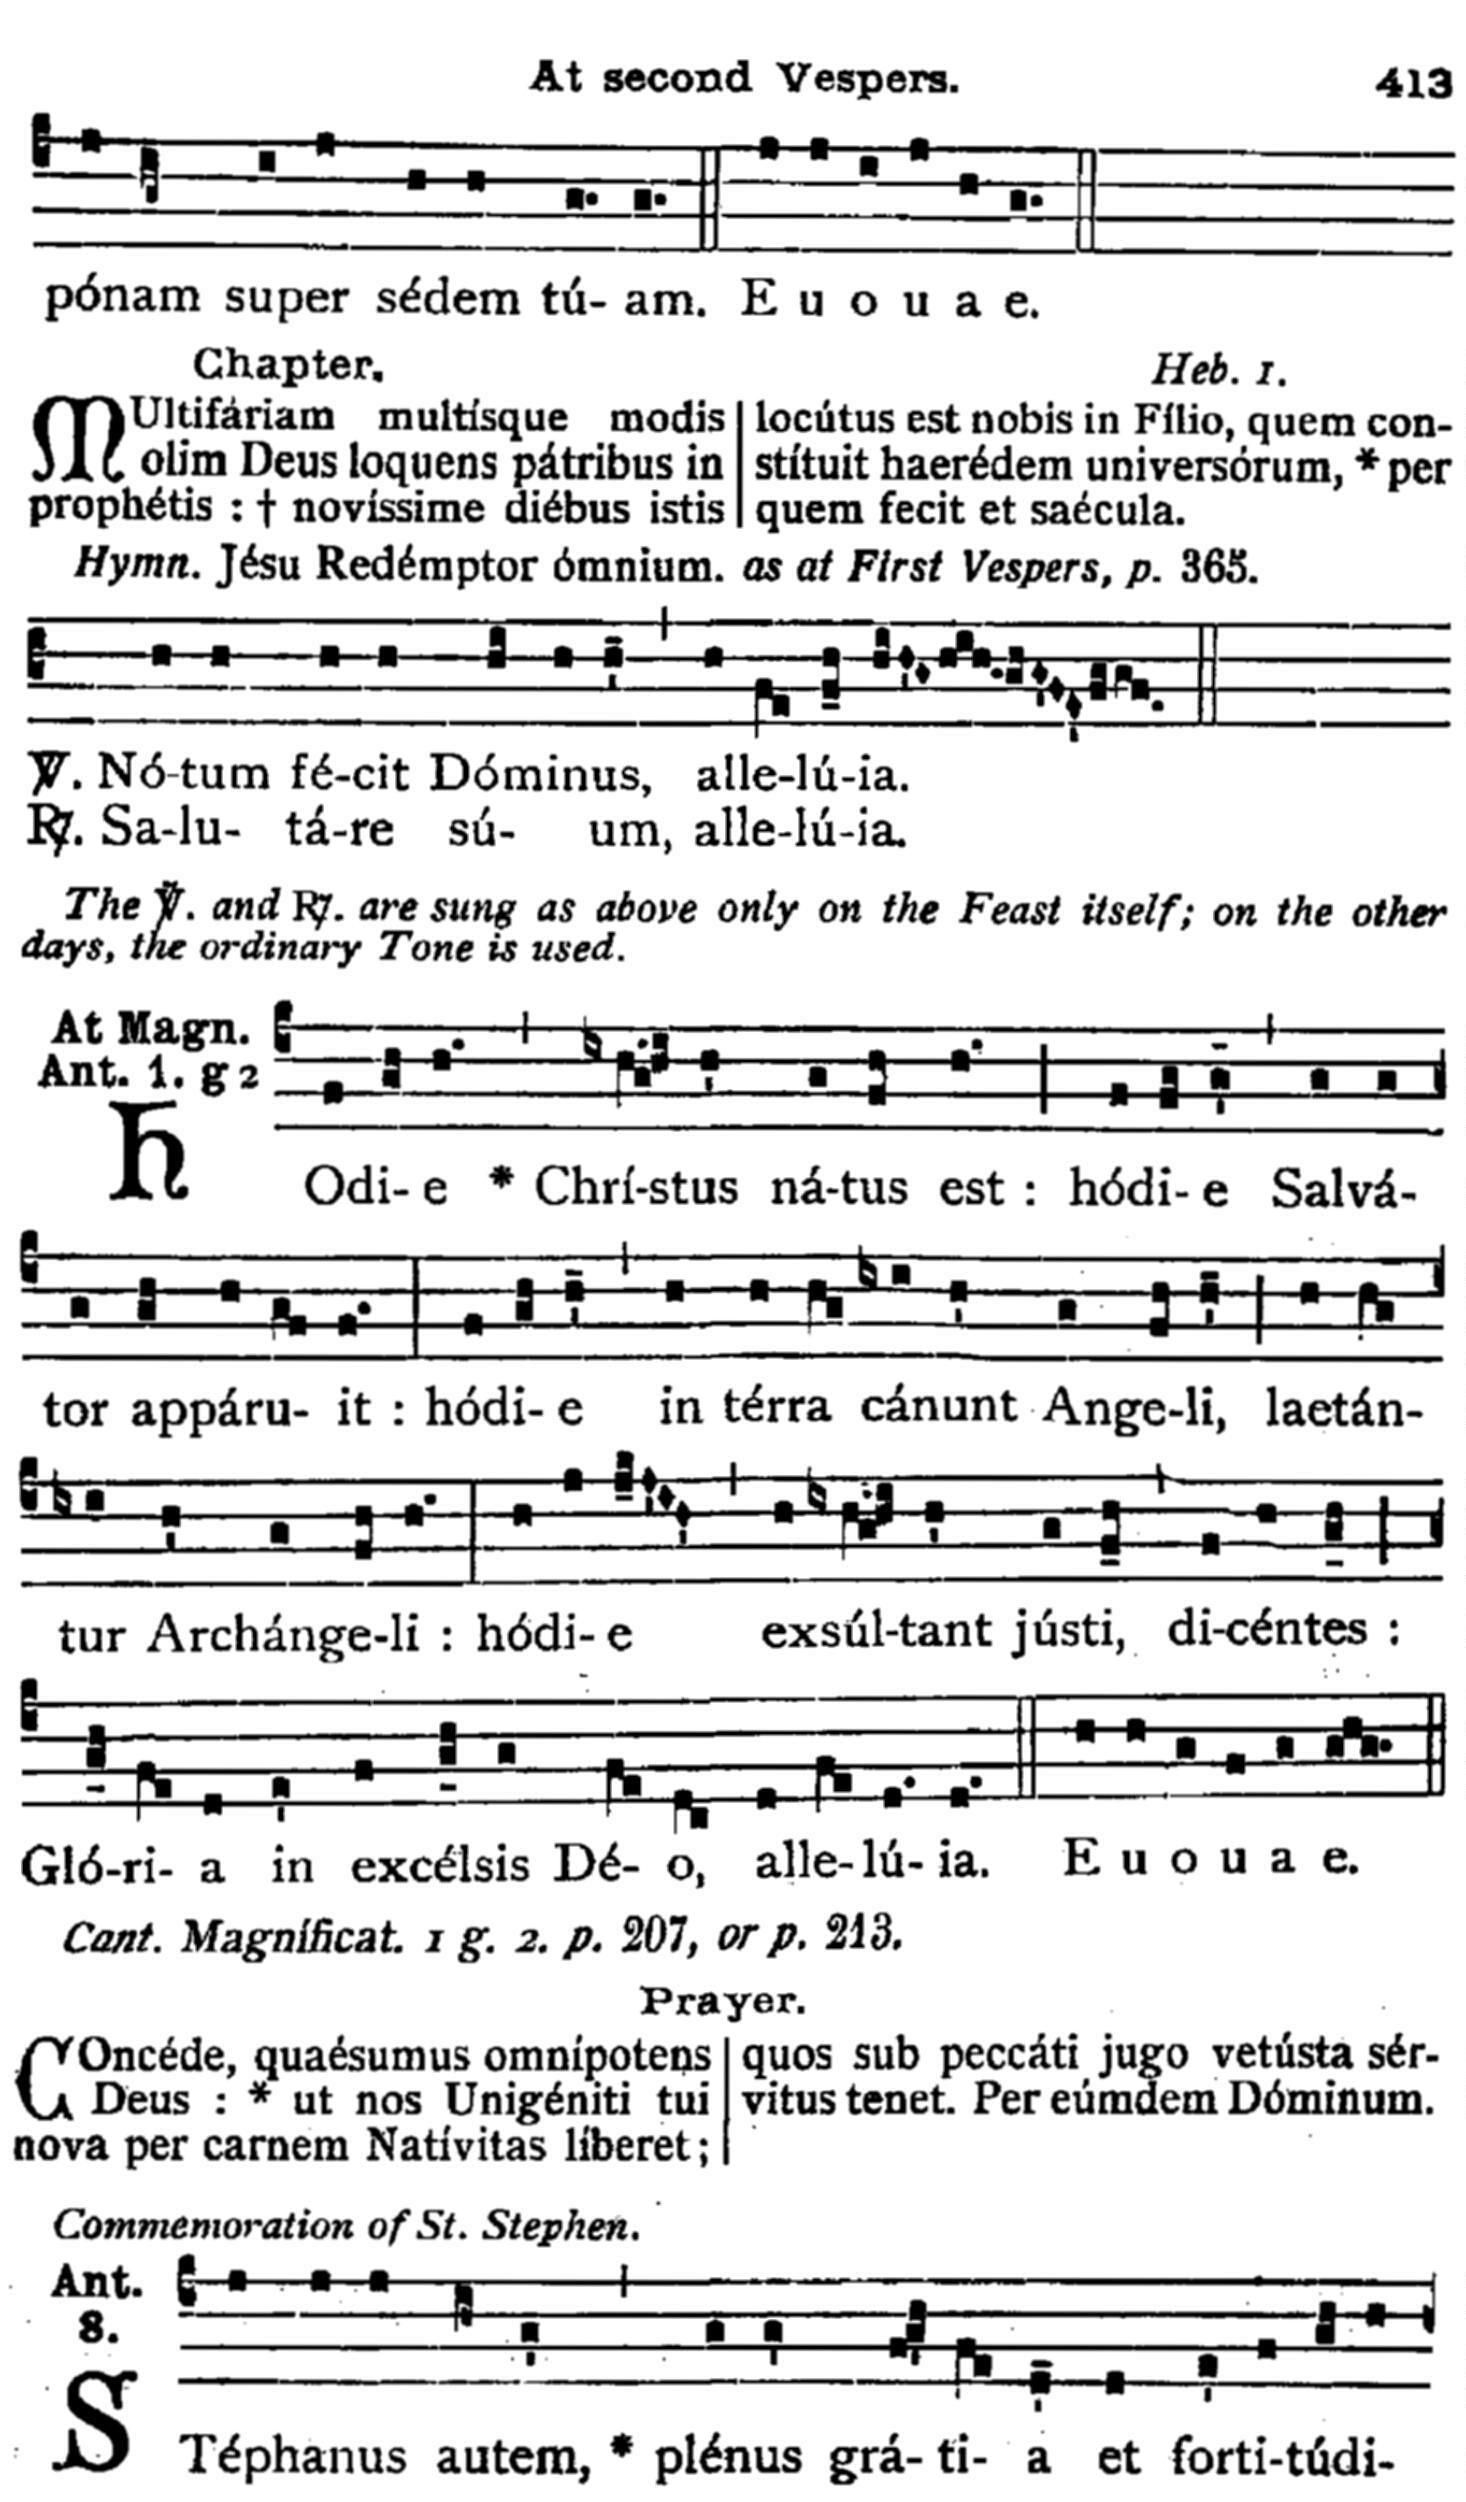 At second Vespers. 413
pónam super sédem tú- am. E u o u a e.
Chapter. Heb. 1.
MUltifáriam multísque modis
olim Deus loquens pátribus in
prophétis : † novíssime diébus istis
locútus est nobis in Fílio, quem con-
stítuit haerédem universórum, * per
quem fecit et saécula.
Hymn. Jésu Redémptor ómnium. as at First Vespers, p. 365.
℣. Nó-tum fé-cit Dóminus, alle-lú-ia.
℟. Sa-lu- tá-re sú- um, alle-lú-ia.
The ℣. and ℟. are sung as above only on the Feast itself; on the other
days, the ordinary Tone is used.
At Magn.
Ant. 1. g 2
HOdi- e * Chrí-stus ná-tus est : hódi- e Salvá-
tor appáru- it : hódi- e in térra cánunt Ange-li, laetán-
tur Archánge-li : hódi- e exsúl-tant jústi, di-céntes :
Gló-ri- a in excélsis Dé- o, alle- lú- ia. E u o u a e.
Cant. Magníficat. 1 g. 2. p. 207, or p. 213.
Prayer.
COncéde, quaésumus omnípotens
Deus : * ut nos Unigéniti tui
nova per carnem Natívitas líberet;
quos sub peccáti jugo vetústa sér-
vitus tenet. Per eúmdem Dóminum.
Commemoration of St. Stephen.
Ant.
8.
STéphanus autem, * plénus grá- ti- a et forti-túdi-